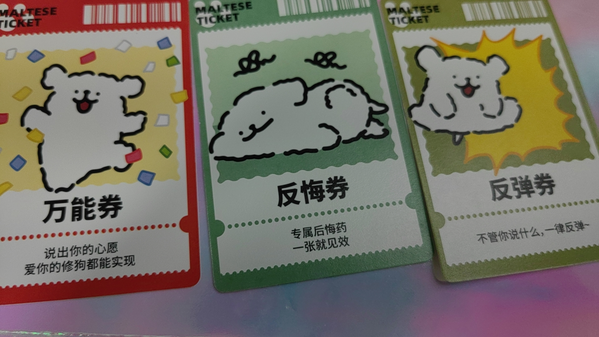 MALTESE
TICKET
万能券
说出你的心愿
爱你的修狗都能实现
MALTESE
TICKET
反悔券
专属后悔药
一张就见效
MALTESE
TICKET
反弹券
不管你说什么，一律反弹~